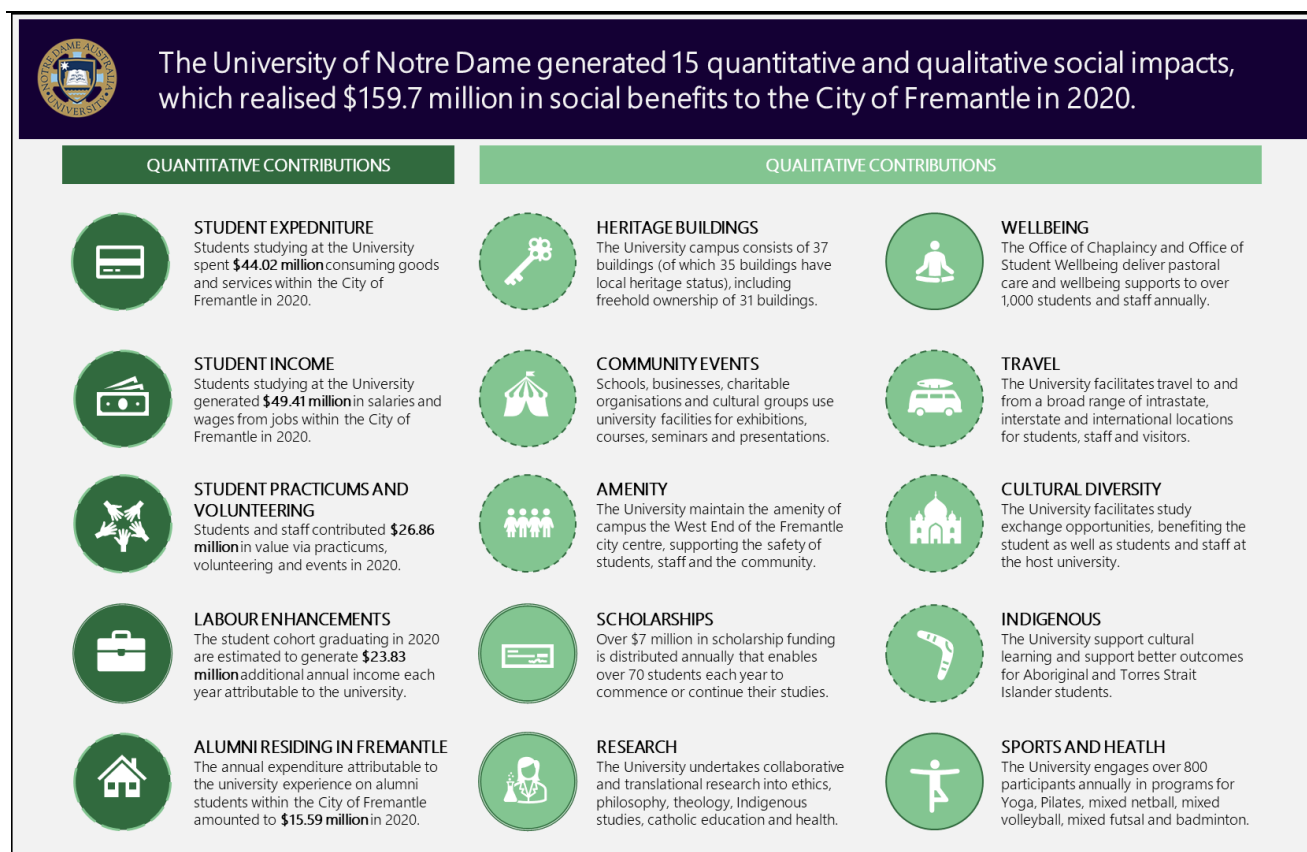 The University of Notre Dame generated 15 quantitative and qualitative social impacts,
which realised $159.7 million in social benefits to the City of Fremantle in 2020.
NOTRE DAME AUSTRALIA
UNIVERSITY
QUANTITATIVE CONTRIBUTIONS
STUDENT EXPEDNITURE
Students studying at the University
spent $44.02 million consuming goods
and services within the City of
Fremantle in 2020.
STUDENT INCOME
Students studying at the University
generated $49.41 million in salaries and
wages from jobs within the City of
Fremantle in 2020.
STUDENT PRACTICUMS AND
VOLUNTEERING
Students and staff contributed $26.86
million in value via practicums,
volunteering and events in 2020.
LABOUR ENHANCEMENTS
The student cohort graduating in 2020
are estimated to generate $23.83
million additional annual income each
year attributable to the university.
ALUMNI RESIDING IN FREMANTLE
The annual expenditure attributable to
the university experience on alumni
students within the City of Fremantle
amounted to $15.59 million in 2020.
QUALITATIVE CONTRIBUTIONS
HERITAGE BUILDINGS
The University campus consists of 37
buildings (of which 35 buildings have
local heritage status), including
freehold ownership of 31 buildings.
COMMUNITY EVENTS
Schools, businesses, charitable
organisations and cultural groups use
university facilities for exhibitions,
courses, seminars and presentations.
AMENITY
The University maintain the amenity of
campus the West End of the Fremantle
city centre, supporting the safety of
students, staff and the community.
SCHOLARSHIPS
Over $7 million in scholarship funding
is distributed annually that enables
over 70 students each year to
commence or continue their studies.
RESEARCH
The University undertakes collaborative
and translational research into ethics,
philosophy, theology, Indigenous
studies, catholic education and health.
WELLBEING
The Office of Chaplaincy and Office of
Student Wellbeing deliver pastoral
care and wellbeing supports to over
1,000 students and staff annually.
TRAVEL
The University facilitates travel to and
from a broad range of intrastate,
interstate and international locations
for students, staff and visitors.
CULTURAL DIVERSITY
The University facilitates study
exchange opportunities, benefiting the
student as well as students and staff at
the host university.
INDIGENOUS
The University support cultural
learning and support better outcomes
for Aboriginal and Torres Strait
Islander students.
SPORTS AND HEATLH
The University engages over 800
participants annually in programs for
Yoga, Pilates, mixed netball, mixed
volleyball, mixed futsal and badminton.